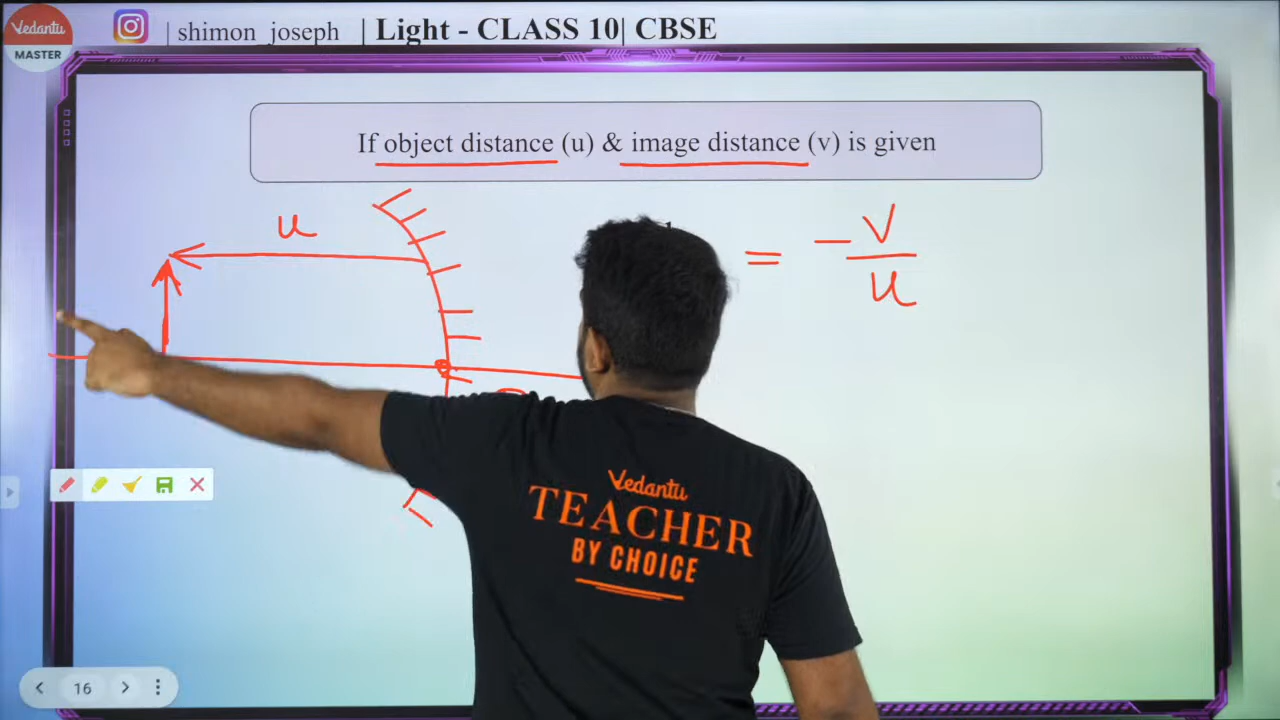 Vedantu
MASTER
| shimon_joseph | Light - CLASS 10| CBSE
If object distance (u) & image distance (v) is given
u
= -v
u
Vedantu
TEACHER
BY CHOICE
16